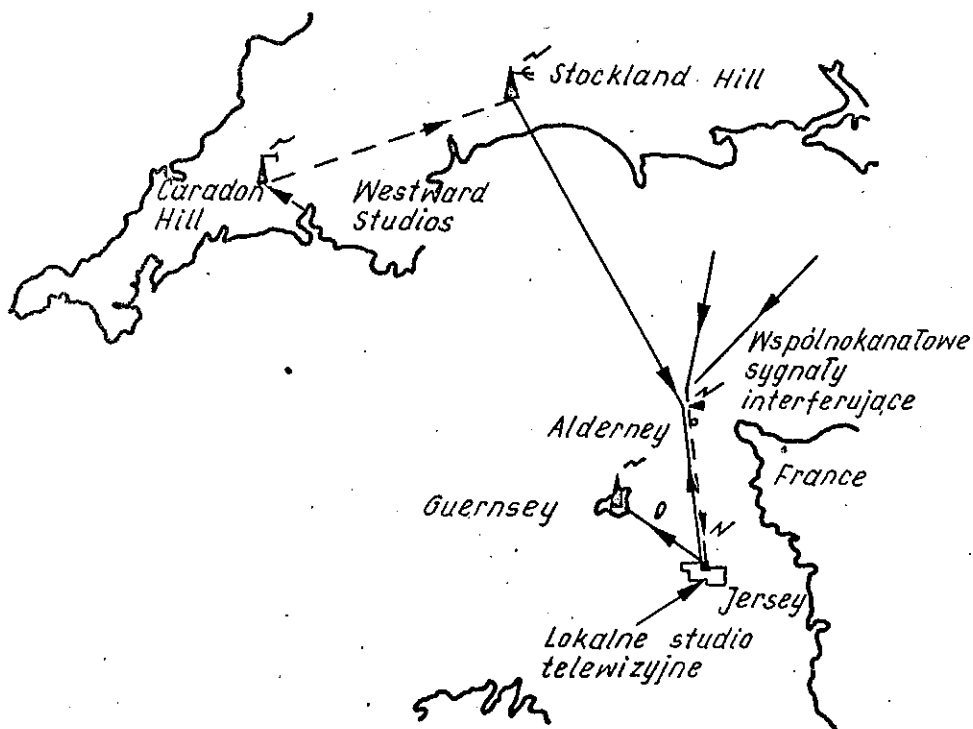 Stockland Hill
Caradon
Hill
Westward
Studios
Wspólnokanałowe
sygnały
interferujące
Alderney
France
Guernsey
Jersey
Lokalne studio
telewizyjne